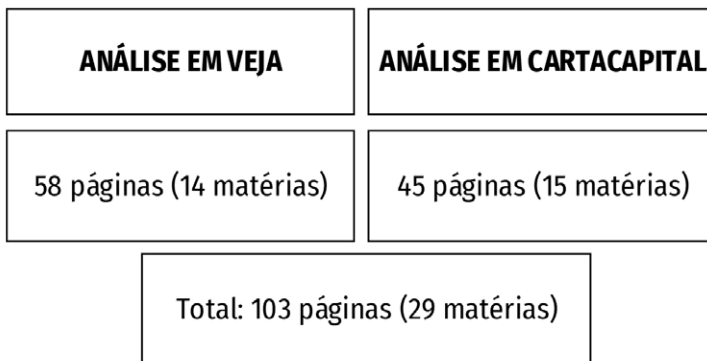 ANÁLISE EM VEJA
ANÁLISE EM CARTACAPITAL
58 páginas (14 matérias)
45 páginas (15 matérias)
Total: 103 páginas (29 matérias)